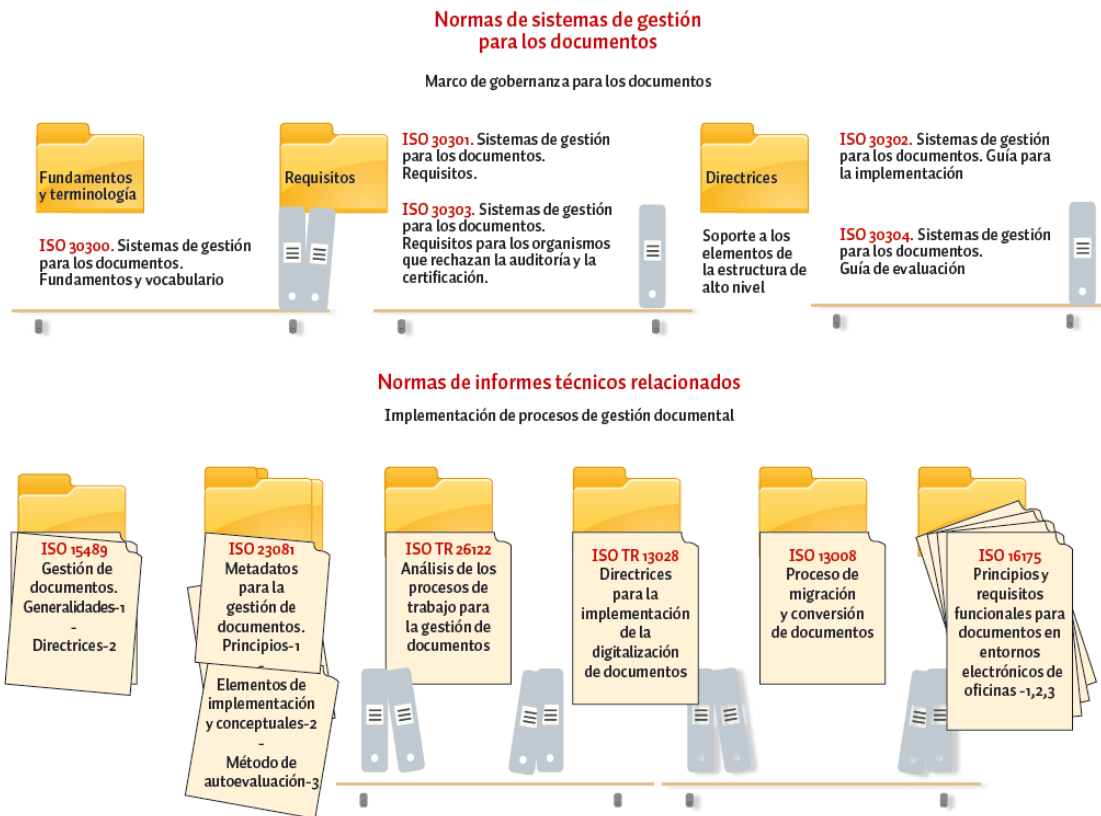 Normas de sistemas de gestión
para los documentos
Marco de gobernanza para los documentos
Fundamentos
y terminología
ISO 30300. Sistemas de gestión
para los documentos.
Fundamentos y vocabulario
Requisitos
ISO 30301. Sistemas de gestión
para los documentos.
Requisitos.
ISO 30303. Sistemas de gestión
para los documentos.
Requisitos para los organismos
que rechazan la auditoría y la
certificación.
Directrices
Soporte a los
elementos de
la estructura de
alto nivel
ISO 30302. Sistemas de gestión
para los documentos. Guía para
la implementación
ISO 30304. Sistemas de gestión
para los documentos.
Guía de evaluación
Normas de informes técnicos relacionados
Implementación de procesos de gestión documental
ISO 15489
Gestión de
documentos.
Generalidades-1
-
Directrices-2
ISO 23081
Metadatos
para la
gestión de
documentos.
Principios-1
-
Elementos de
implementación
y conceptuales-2
-
Método de
autoevaluación-3
ISO TR 26122
Análisis de los
procesos de
trabajo para
la gestión de
documentos
ISO TR 13028
Directrices
para la
implementación
de la
digitalización
de documentos
ISO 13008
Proceso de
migración
y conversión
de documentos
ISO 16175
Principios y
requisitos
funcionales para
documentos en
entornos
electrónicos de
oficinas -1,2,3